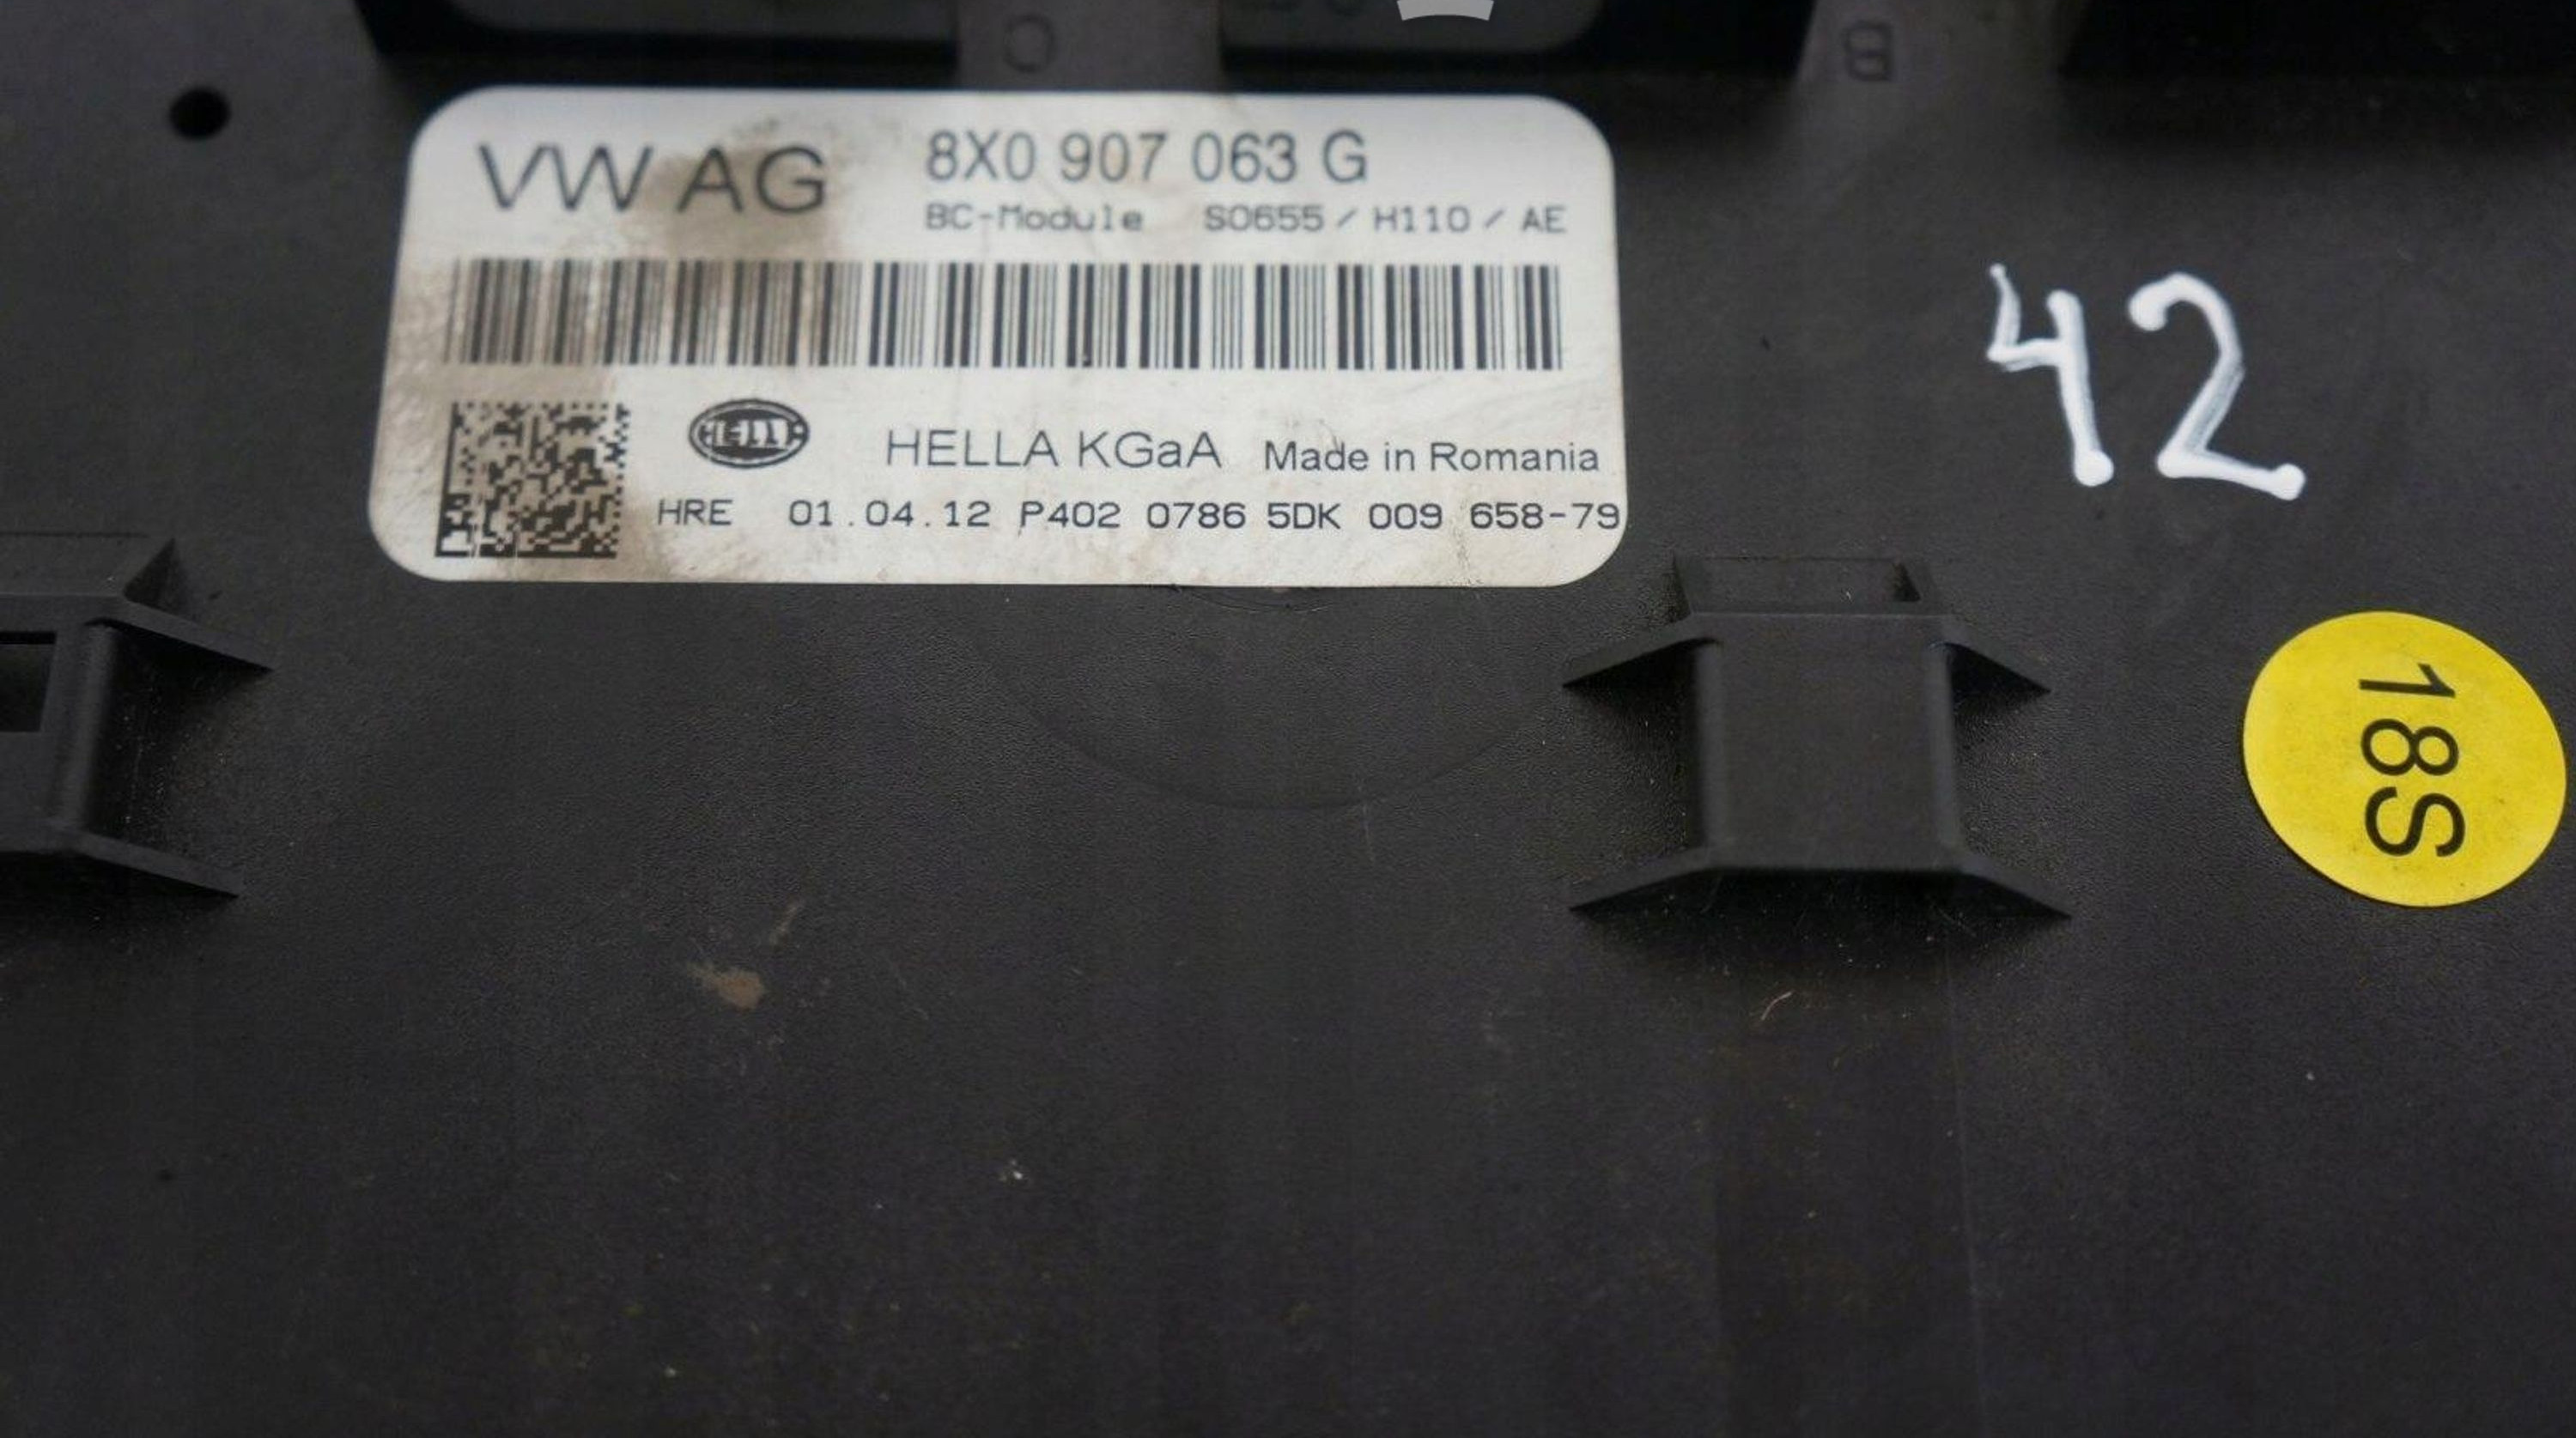 C
B
VW AG 8X0 907 063 G
BC-Module S0655 / H110 / AE
HELLA
HELLA KGaA Made in Romania
HRE 01.04.12 P402 0786 5DK 009 658-79
42
18S